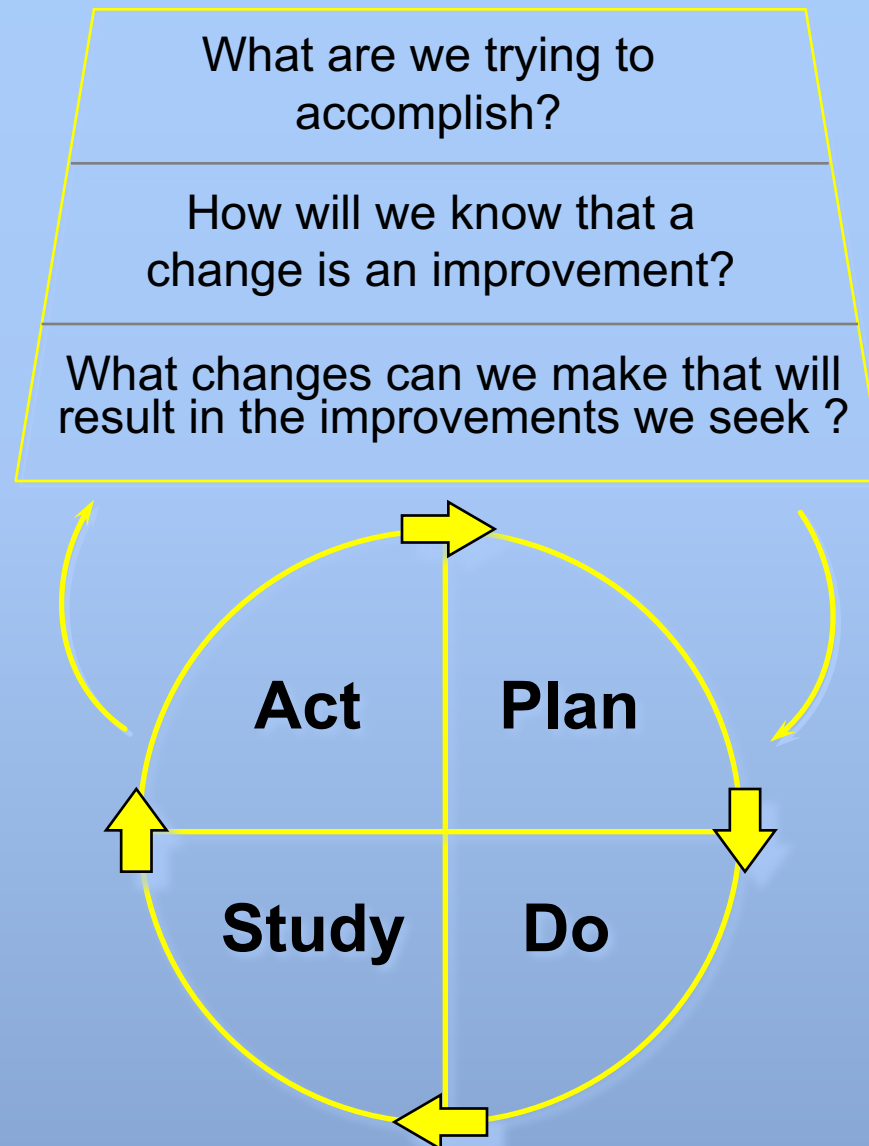 What are we trying to
accomplish?
How will we know that a
change is an improvement?
What changes can we make that will
result in the improvements we seek ?
Act
Plan
Study
Do